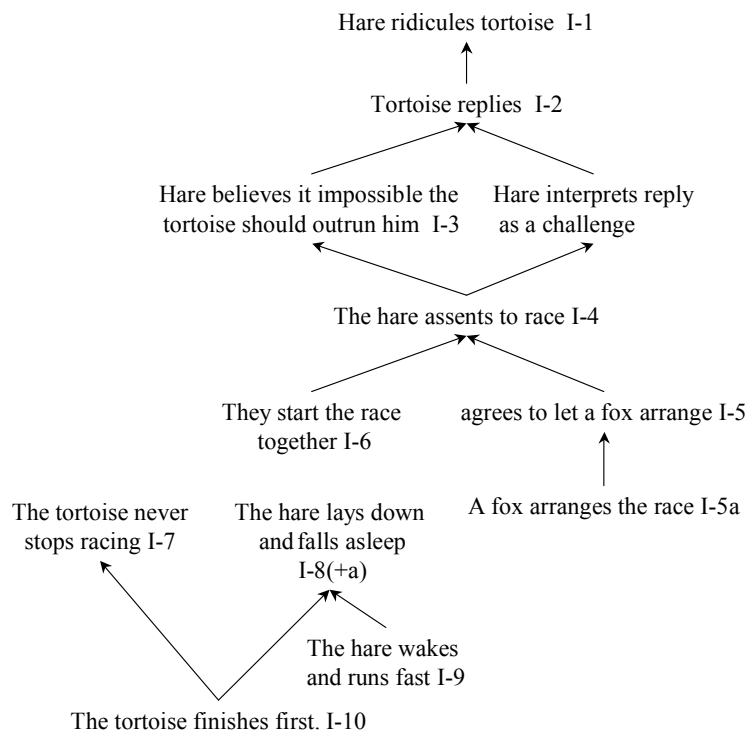 Hare ridicules tortoise I-1
Tortoise replies I-2
Hare believes it impossible the
tortoise should outrun him I-3
Hare interprets reply
as a challenge
The hare assents to race I-4
They start the race
together I-6
agrees to let a fox arrange I-5
A fox arranges the race I-5a
The tortoise never
stops racing I-7
The hare lays down
and falls asleep
I-8(+a)
The hare wakes
and runs fast I-9
The tortoise finishes first. I-10